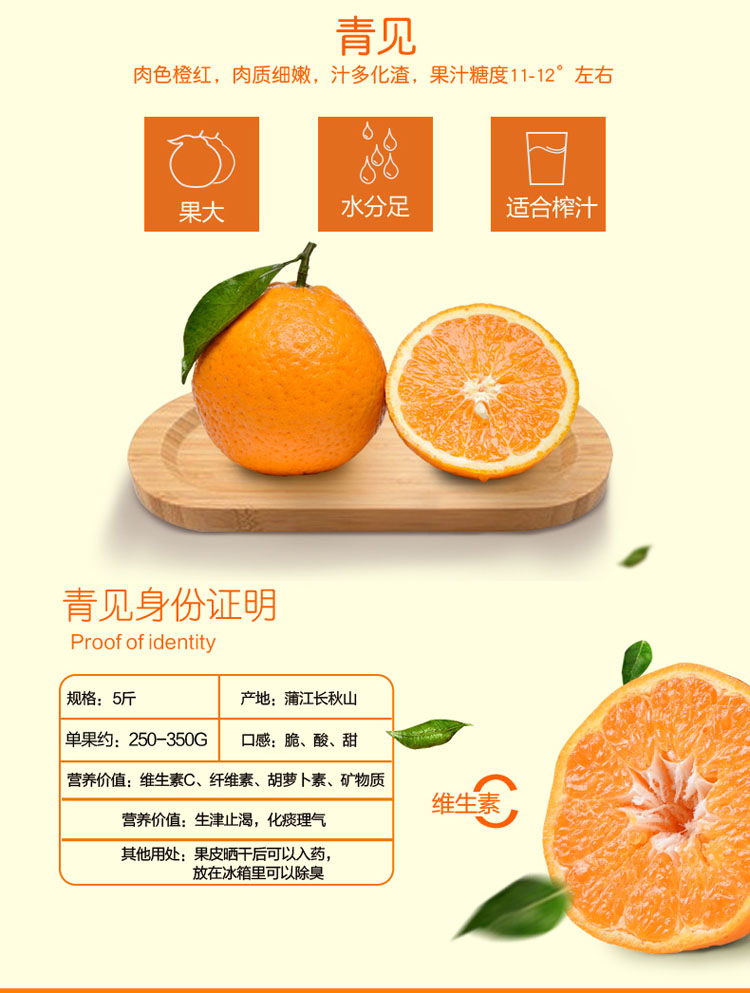 青见
肉色橙红，肉质细嫩，汁多化渣，果汁糖度11-12°左右
果大
水分足
适合榨汁
青见身份证明
Proof of identity
规格：5斤
产地：蒲江长秋山
单果约：250-350G
口感：脆、酸、甜
营养价值：维生素C、纤维素、胡萝卜素、矿物质
营养价值：生津止渴，化痰理气
其他用处：果皮晒干后可以入药，
放在冰箱里可以除臭
维生素C